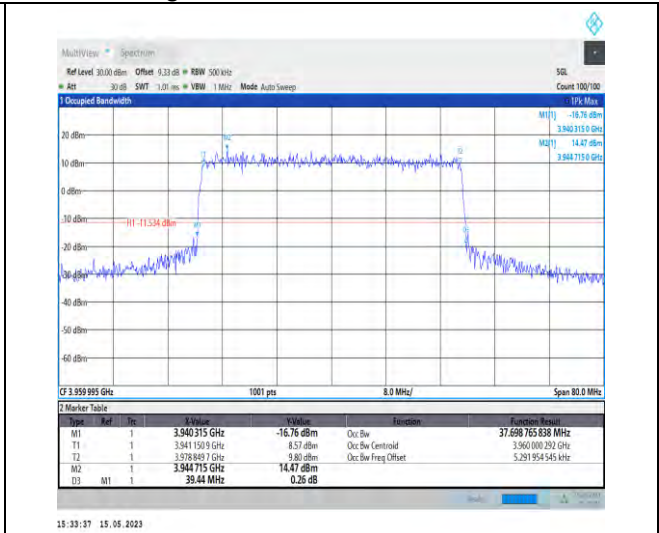 MultiView Spectrum
Ref Level 30.00 dBm Offset 9.33 dB RBW 500 kHz SGL
Att 30 dB SWT 1.01 ms VBW 1 MHz Mode Auto Sweep Count 100/100
1 Occupied Bandwidth 1Pk Max
M1[1] -16.76 dBm
3.940 315 0 GHz
M2[1] 14.47 dBm
3.944 715 0 GHz
20 dBm
10 dBm
0 dBm
-10 dBm
H1 -11.534 dBm
-20 dBm
-30 dBm
-40 dBm
-50 dBm
-60 dBm
M2
T1
M1
CF 3.959 995 GHz 1001 pts 8.0 MHz/ Span 80.0 MHz
2 Marker Table
Type Ref Trc X-Value Y-Value Function Function Result
M1 1 3.940 315 GHz -16.76 dBm Occ Bw 37.698 765 838 MHz
T1 1 3.941 150 9 GHz 8.57 dBm Occ Bw Centroid 3.960 000 292 GHz
T2 1 3.978 849 7 GHz 9.80 dBm Occ Bw Freq Offset 5.291 954 545 kHz
M2 1 3.944 715 GHz 14.47 dBm
D3 M1 1 39.44 MHz 0.26 dB
15:33:37 15.05.2023